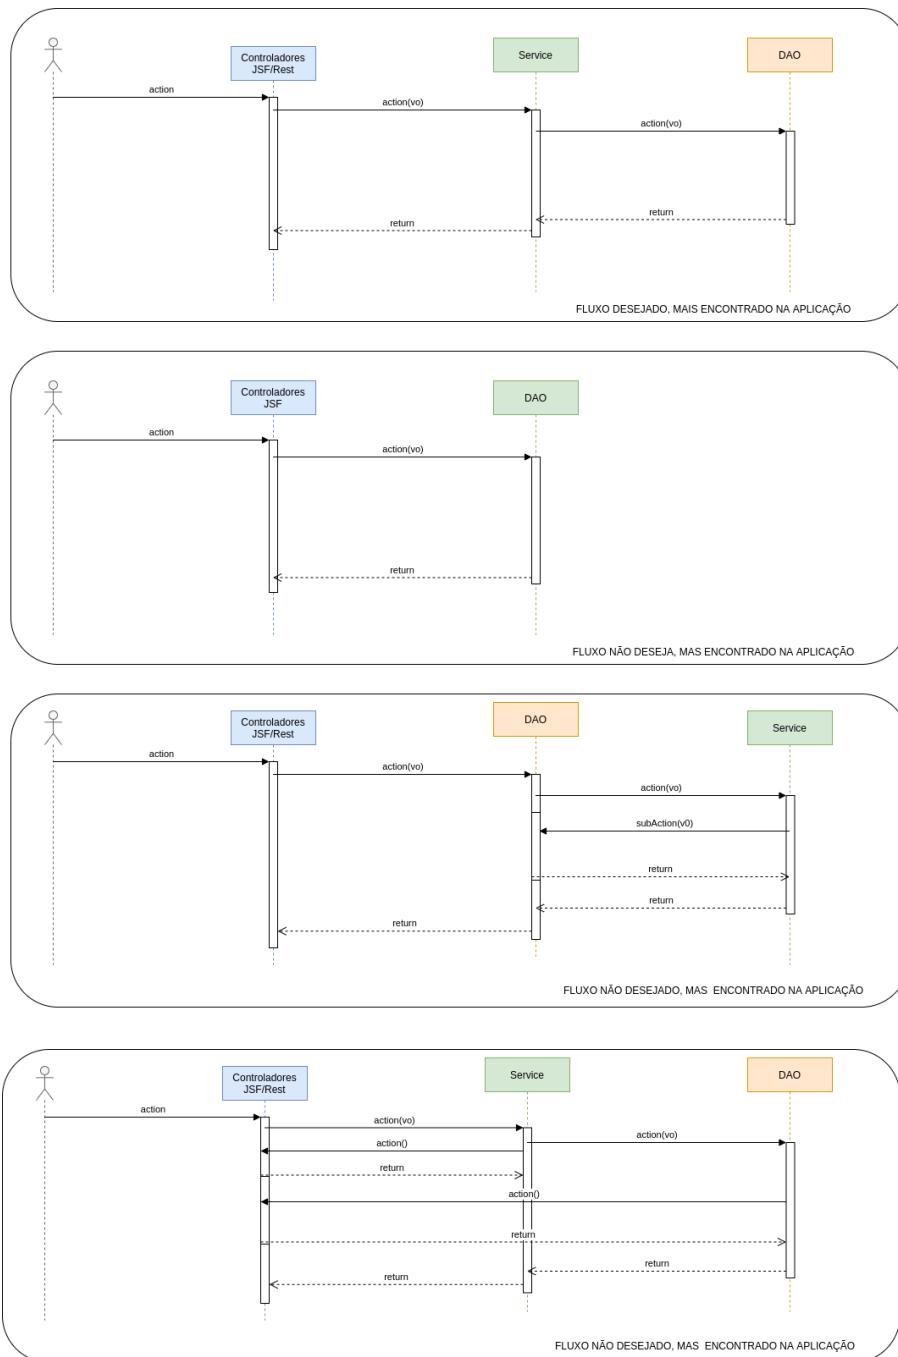 Controladores
JSF/Rest
Service
DAO
action
action(vo)
action(vo)
return
return
FLUXO DESEJADO, MAIS ENCONTRADO NA APLICAÇÃO
Controladores
JSF
DAO
action
action(vo)
return
FLUXO NÃO DESEJA, MAS ENCONTRADO NA APLICAÇÃO
Controladores
JSF/Rest
DAO
Service
action
action(vo)
action(vo)
subAction(v0)
return
return
return
FLUXO NÃO DESEJADO, MAS ENCONTRADO NA APLICAÇÃO
Controladores
JSF/Rest
Service
DAO
action
action(vo)
action(vo)
action()
return
action()
return
return
return
FLUXO NÃO DESEJADO, MAS ENCONTRADO NA APLICAÇÃO